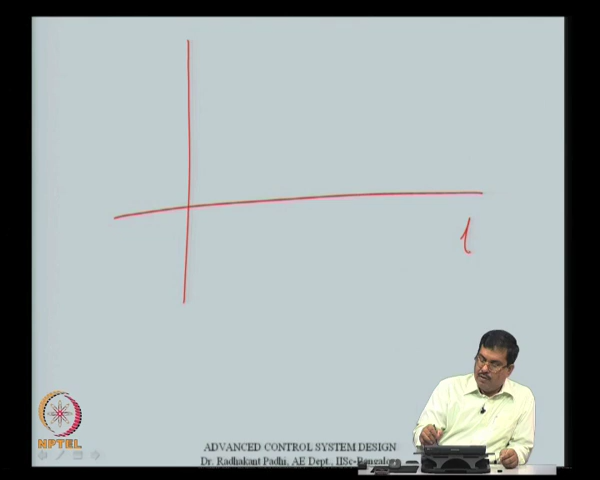 NPTEL
ADVANCED CONTROL SYSTEM DESIGN
Dr. Radhakant Padhi, AE Dept., IISc-Bangalore